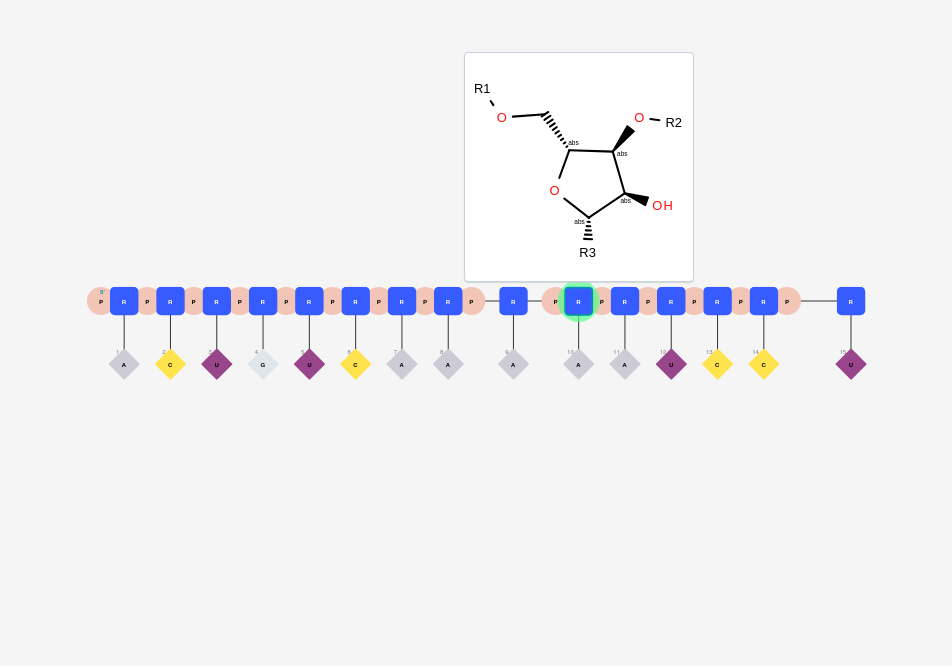 R1
O
O
R2
abs
abs
O
abs
OH
abs
R3
5'
P R P R P R P R P R P R P R P R P R P R P R P R P R P R P R
1 2 3 4 5 6 7 8 9 10 11 12 13 14 15
A C U G U C A A A A A U C C U